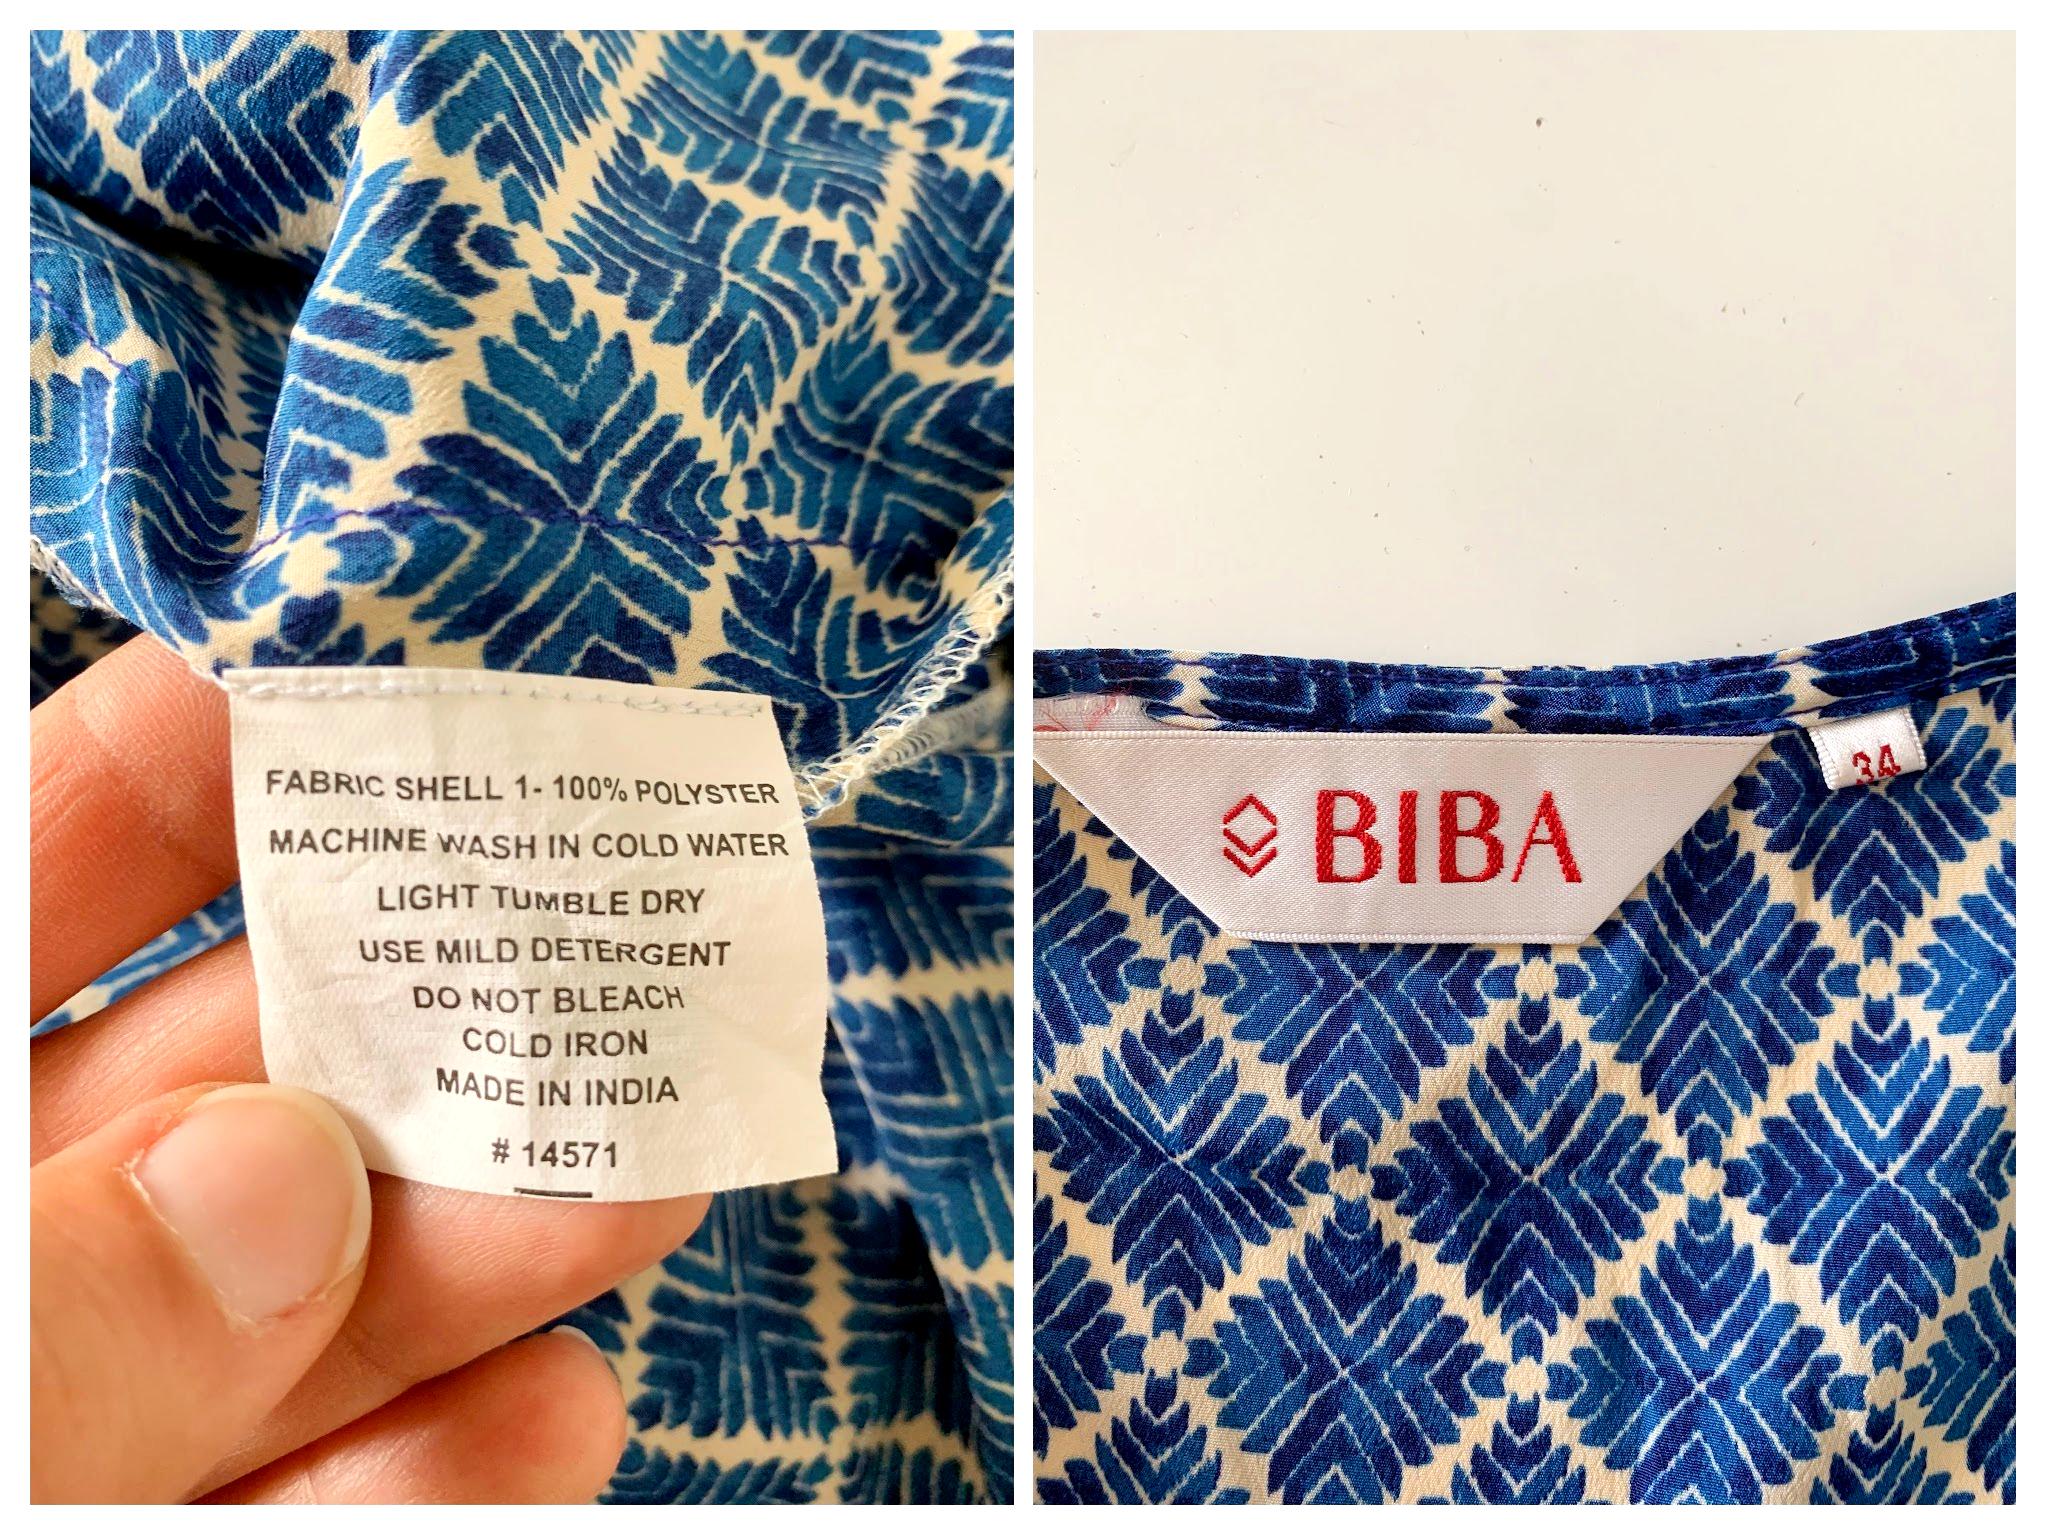 FABRIC SHELL 1- 100% POLYSTER
MACHINE WASH IN COLD WATER
LIGHT TUMBLE DRY
USE MILD DETERGENT
DO NOT BLEACH
COLD IRON
MADE IN INDIA
# 14571
BIBA
34